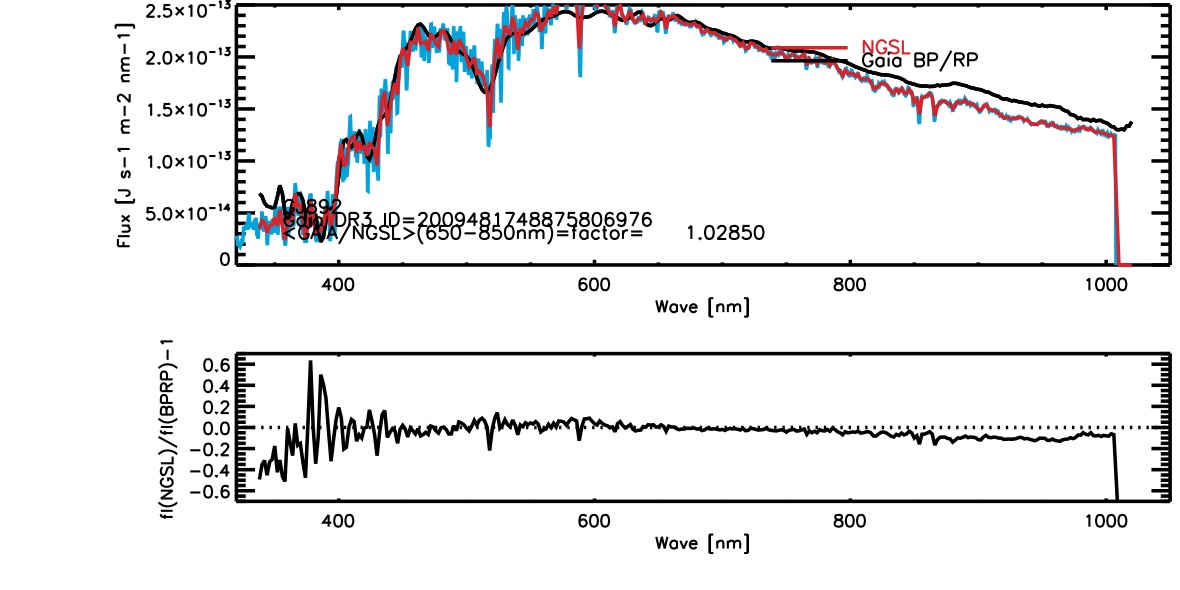 2.5×10−13
2.0×10−13
1.5×10−13
1.0×10−13
5.0×10−14
0
Flux [J s−1 m−2 nm−1]
NGSL
Gaia BP/RP
Gaia DR3 ID=2009481748875806976
<GAIA/NGSL>(650−850nm)=factor= 1.02850
400 600 800 1000
Wave [nm]
0.6
0.4
0.2
0.0
−0.2
−0.4
−0.6
fl(NGSL)/fl(BPRP)−1
400 600 800 1000
Wave [nm]